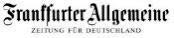 Frankfurter Allgemeine
ZEITUNG FÜR DEUTSCHLAND